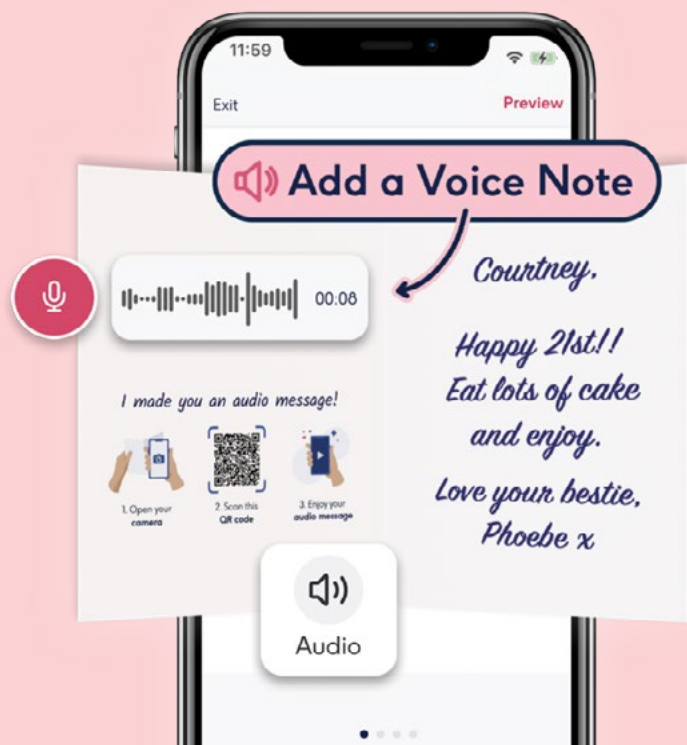 11:59
Exit
Preview
Add a Voice Note
00:08
I made you an audio message!
1. Open your
camera
2. Scan this
QR code
3. Enjoy your
audio message
Courtney,
Happy 21st!!
Eat lots of cake
and enjoy.
Love your bestie,
Phoebe x
Audio